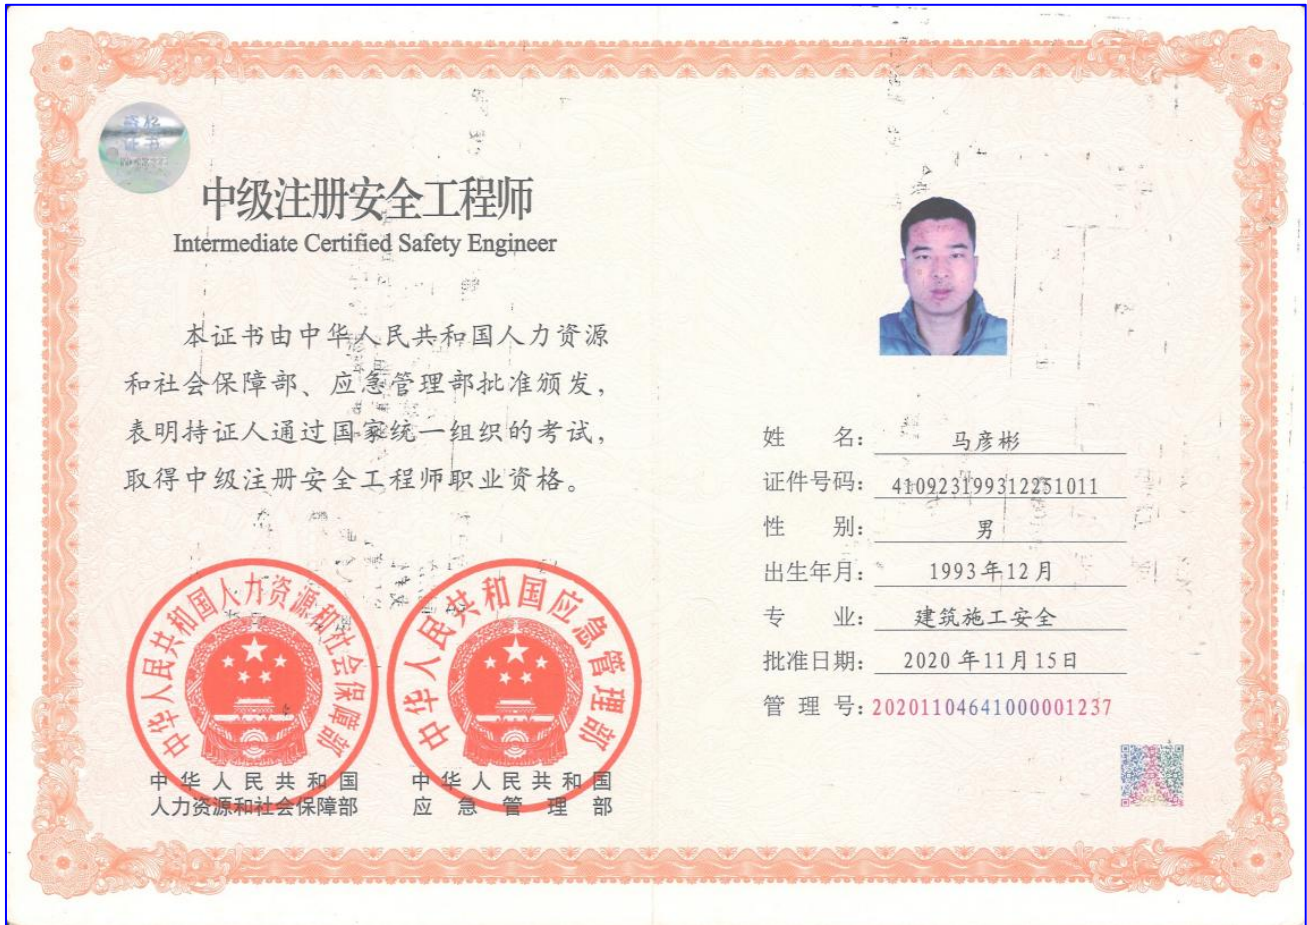 资格
证书
中级注册安全工程师
Intermediate Certified Safety Engineer
本证书由中华人民共和国人力资源
和社会保障部、应急管理部批准颁发，
表明持证人通过国家统一组织的考试，
取得中级注册安全工程师职业资格。
中华人民共和国人力资源和社会保障部
中华人民共和国应急管理部
中华人民共和国
人力资源和社会保障部
中华人民共和国
应急管理部
姓名：马彦彬
证件号码：410923199312251011
性别：男
出生年月：1993年12月
专业：建筑施工安全
批准日期：2020年11月15日
管理号：20201104641000001237